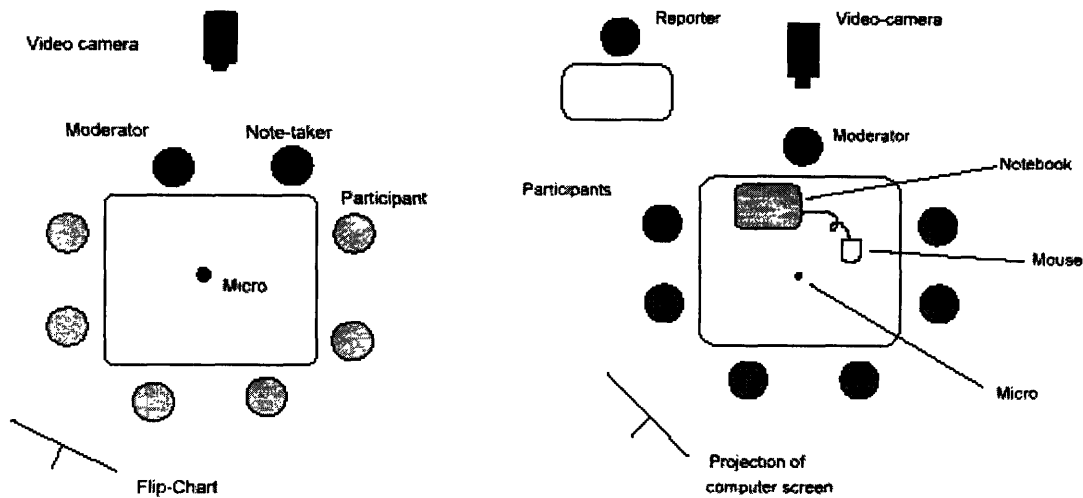 Video camera
Moderator
Note-taker
Participant
Micro
Flip-Chart
Reporter
Video-camera
Moderator
Notebook
Participants
Mouse
Micro
Projection of
computer screen